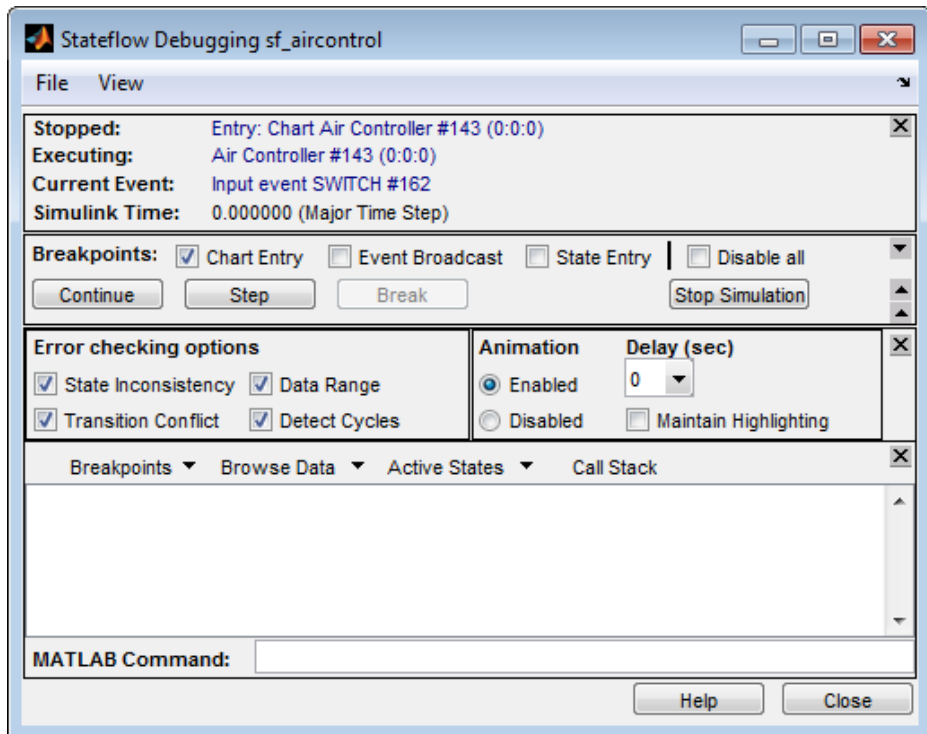 Stateflow Debugging sf_aircontrol
File View
Stopped: Entry: Chart Air Controller #143 (0:0:0)
Executing: Air Controller #143 (0:0:0)
Current Event: Input event SWITCH #162
Simulink Time: 0.000000 (Major Time Step)
Breakpoints: Chart Entry Event Broadcast State Entry Disable all
Continue Step Break Stop Simulation
Error checking options Animation Delay (sec)
State Inconsistency Data Range Enabled 0
Transition Conflict Detect Cycles Disabled Maintain Highlighting
Breakpoints Browse Data Active States Call Stack
MATLAB Command:
Help Close